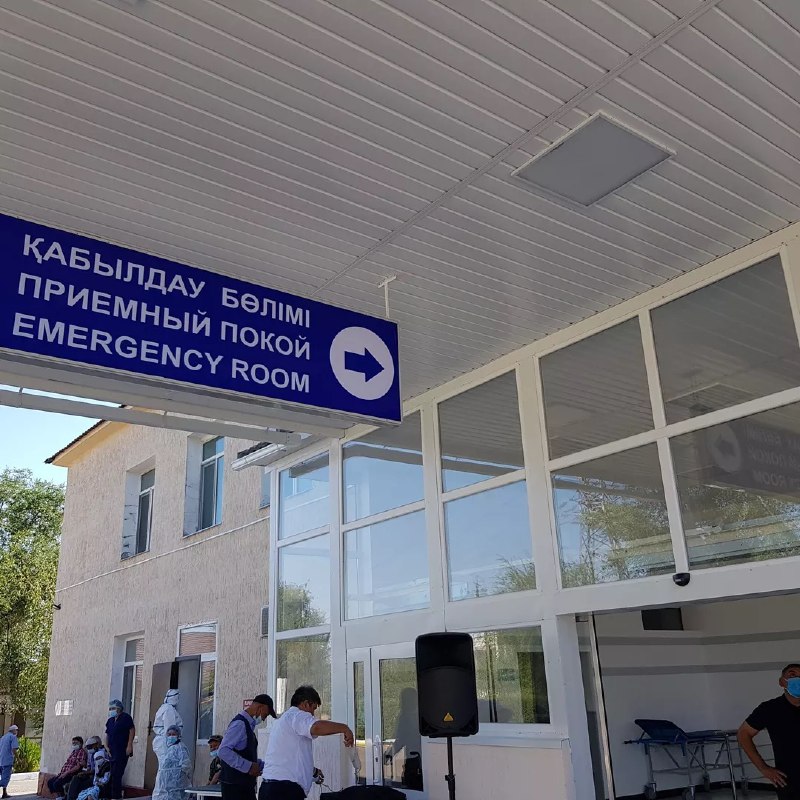 ҚАБЫЛДАУ БӨЛІМІ
ПРИЕМНЫЙ ПОКОЙ
EMERGENCY ROOM